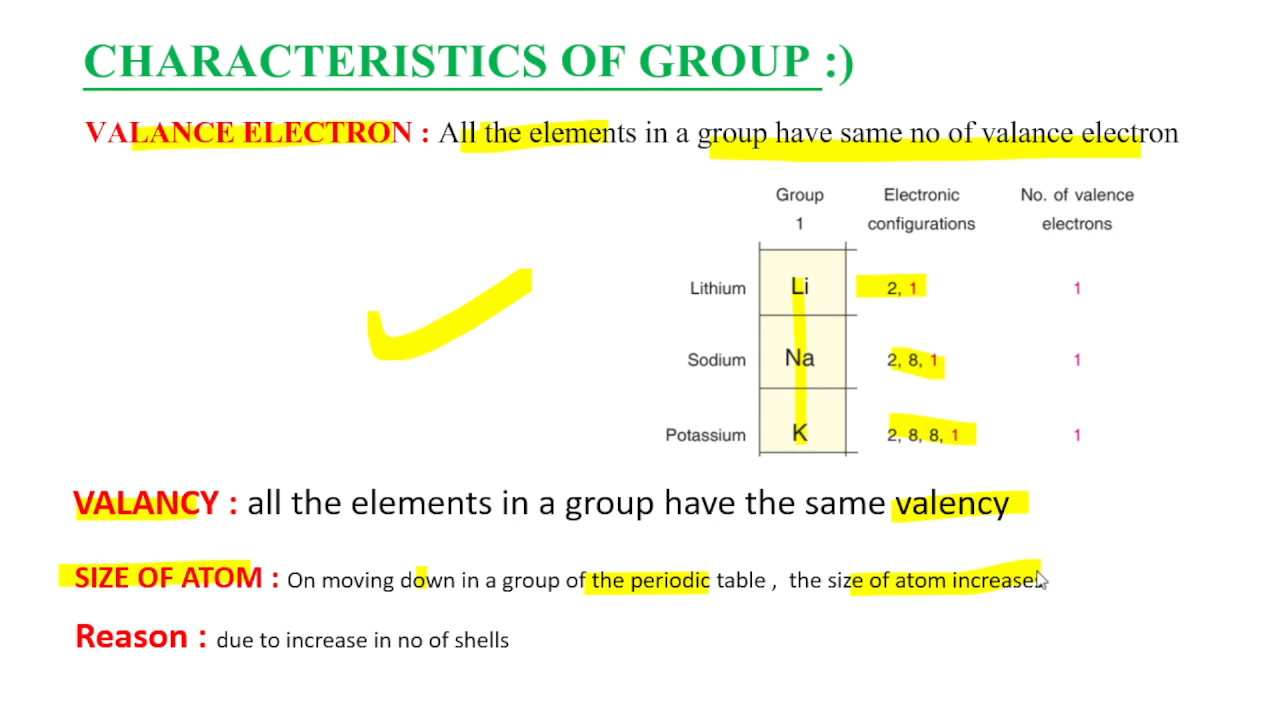 CHARACTERISTICS OF GROUP :)
VALANCE ELECTRON : All the elements in a group have same no of valance electron
Group Electronic No. of valence
1 configurations electrons
Lithium Li 2, 1 1
Sodium Na 2, 8, 1 1
Potassium K 2, 8, 8, 1 1
VALANCY : all the elements in a group have the same valency
SIZE OF ATOM : On moving down in a group of the periodic table , the size of atom increases
Reason : due to increase in no of shells